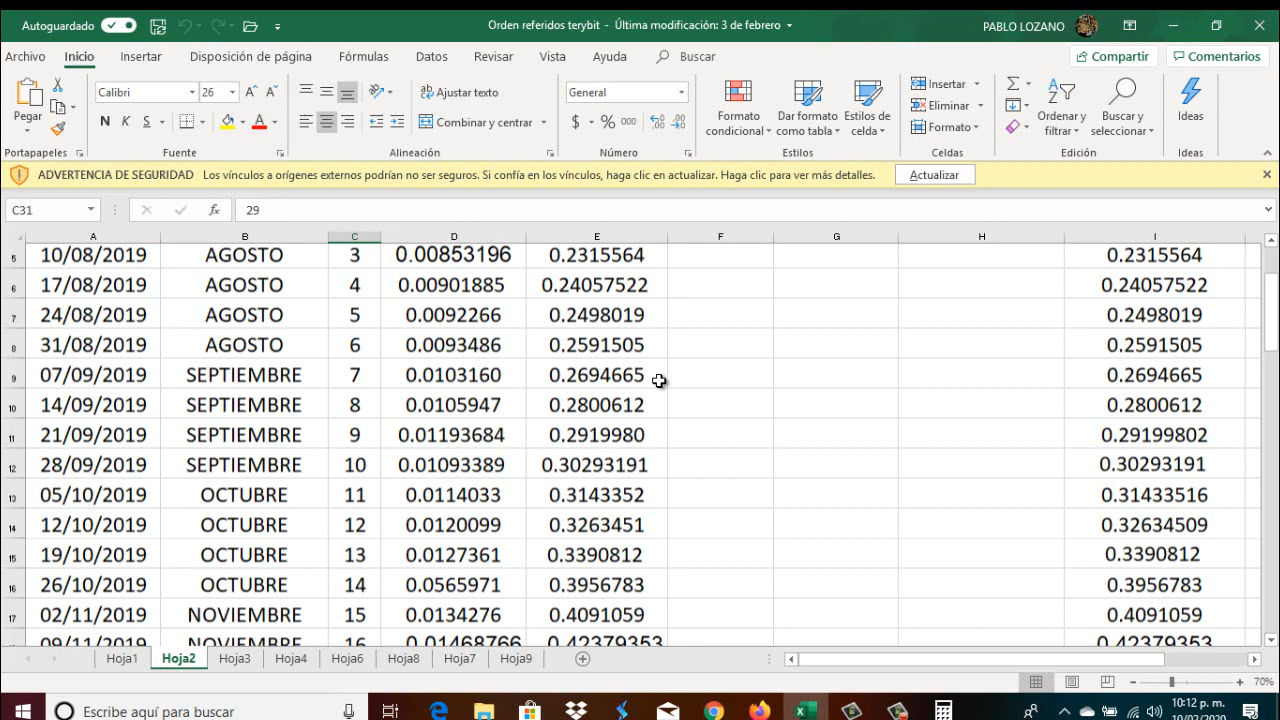 Autoguardado
Orden referidos terybit - Última modificación: 3 de febrero
PABLO LOZANO
Archivo Inicio Insertar Disposición de página Fórmulas Datos Revisar Vista Ayuda Buscar Compartir Comentarios
Pegar
Calibri 26
N K S
Ajustar texto
Combinar y centrar
General
$ % 000
Formato condicional
Dar formato como tabla
Estilos de celda
Insertar
Eliminar
Formato
Ordenar y filtrar
Buscar y seleccionar
Ideas
Portapapeles Fuente Alineación Número Estilos Celdas Edición Ideas
ADVERTENCIA DE SEGURIDAD Los vínculos a orígenes externos podrían no ser seguros. Si confía en los vínculos, haga clic en actualizar. Haga clic para ver más detalles. Actualizar
C31 fx 29
A B C D E F G H I
5 10/08/2019 AGOSTO 3 0.00853196 0.2315564 0.2315564
6 17/08/2019 AGOSTO 4 0.00901885 0.24057522 0.24057522
7 24/08/2019 AGOSTO 5 0.0092266 0.2498019 0.2498019
8 31/08/2019 AGOSTO 6 0.0093486 0.2591505 0.2591505
9 07/09/2019 SEPTIEMBRE 7 0.0103160 0.2694665 0.2694665
10 14/09/2019 SEPTIEMBRE 8 0.0105947 0.2800612 0.2800612
11 21/09/2019 SEPTIEMBRE 9 0.01193684 0.2919980 0.29199802
12 28/09/2019 SEPTIEMBRE 10 0.01093389 0.30293191 0.30293191
13 05/10/2019 OCTUBRE 11 0.0114033 0.3143352 0.31433516
14 12/10/2019 OCTUBRE 12 0.0120099 0.3263451 0.32634509
15 19/10/2019 OCTUBRE 13 0.0127361 0.3390812 0.3390812
16 26/10/2019 OCTUBRE 14 0.0565971 0.3956783 0.3956783
17 02/11/2019 NOVIEMBRE 15 0.0134276 0.4091059 0.4091059
09/11/2019 NOVIEMBRE 16 0.01468766 0.42379353 0.42379353
Hoja1 Hoja2 Hoja3 Hoja4 Hoja6 Hoja8 Hoja7 Hoja9
70%
Escribe aquí para buscar
10:12 p. m.
10/02/2020